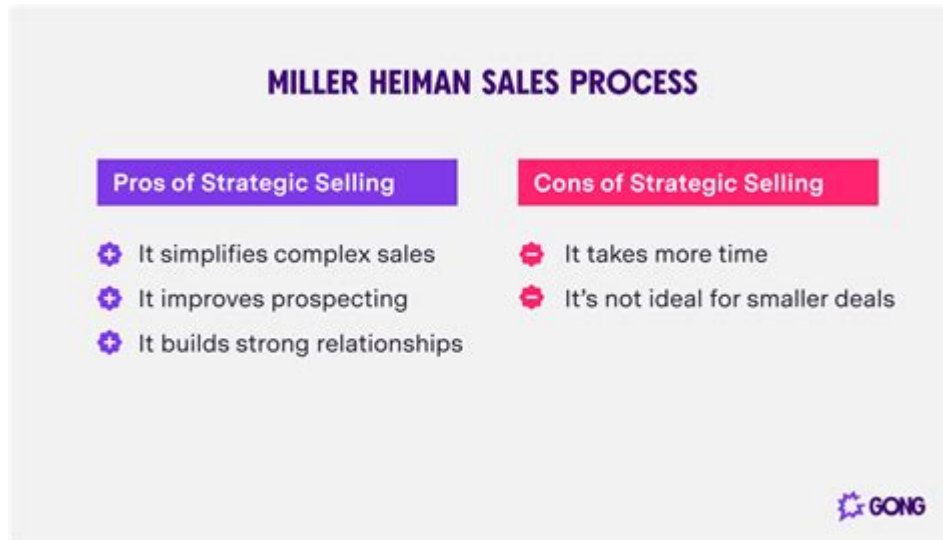 MILLER HEIMAN SALES PROCESS
Pros of Strategic Selling
It simplifies complex sales
It improves prospecting
It builds strong relationships
Cons of Strategic Selling
It takes more time
It's not ideal for smaller deals
GONG